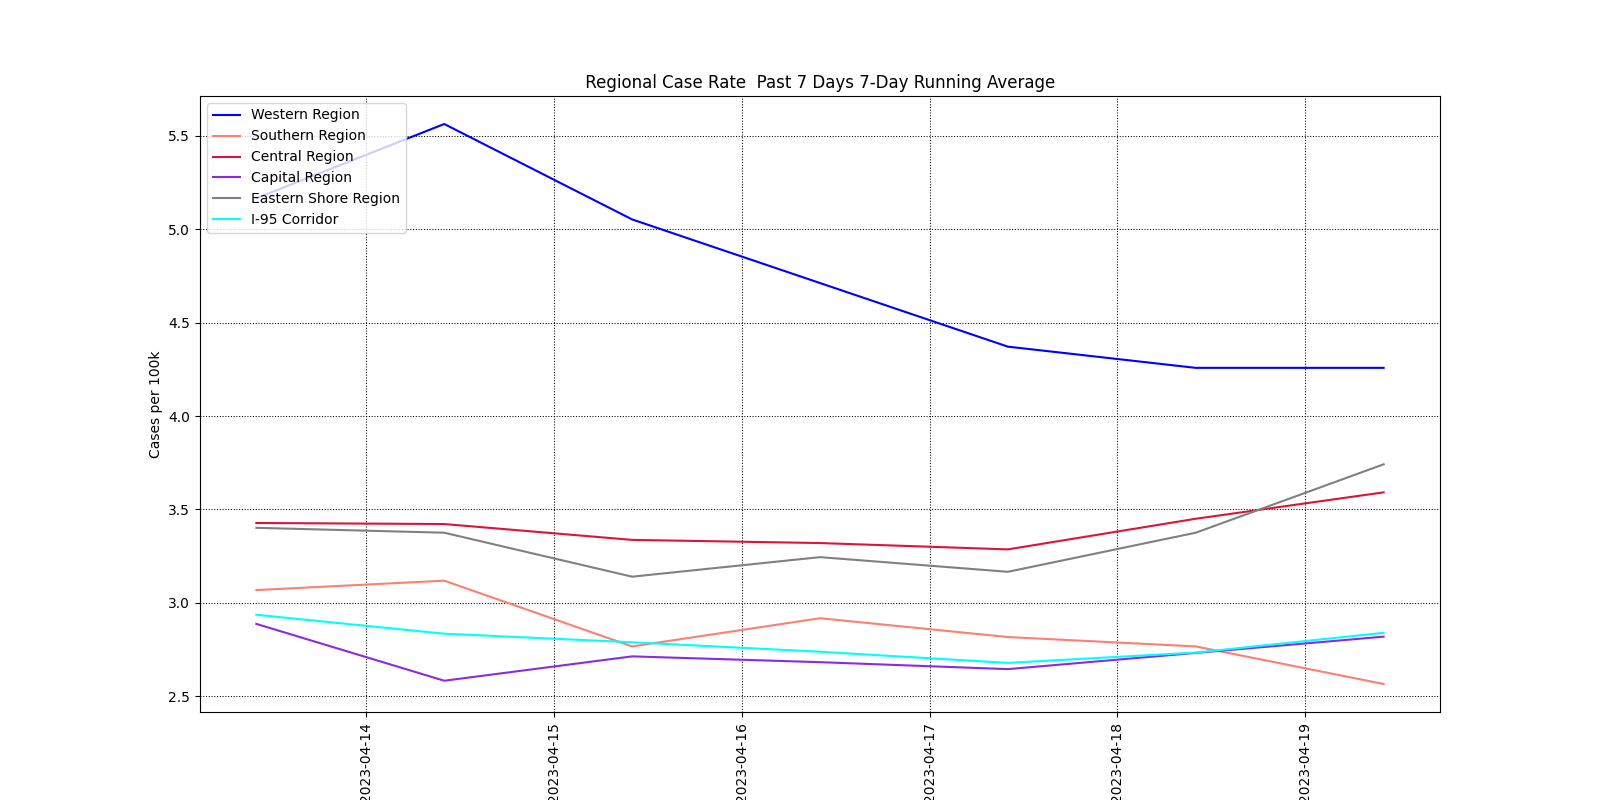 Regional Case Rate  Past 7 Days 7-Day Running Average
Western Region
Southern Region
Central Region
Capital Region
Eastern Shore Region
I-95 Corridor
5.5
5.0
4.5
4.0
3.5
3.0
2.5
Cases per 100k
2023-04-14
2023-04-15
2023-04-16
2023-04-17
2023-04-18
2023-04-19